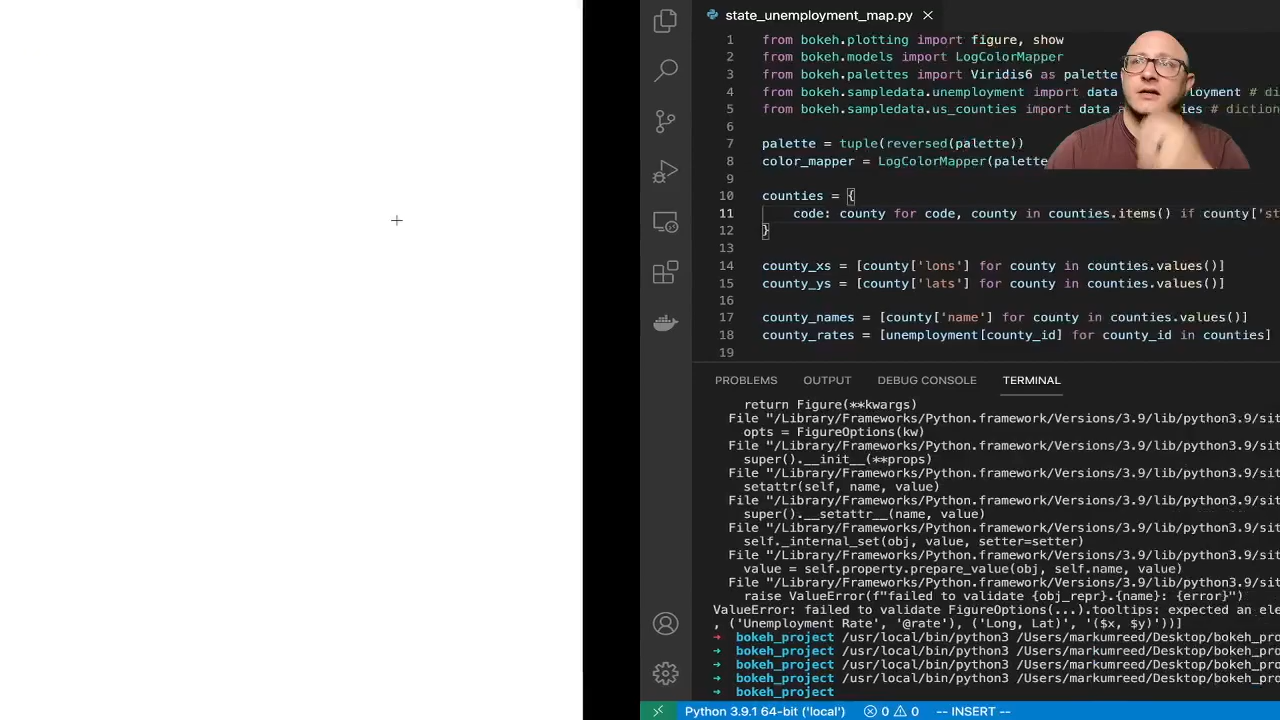 state_unemployment_map.py
1 from bokeh.plotting import figure, show
2 from bokeh.models import LogColorMapper
3 from bokeh.palettes import Viridis6 as palette
4 from bokeh.sampledata.unemployment import data # di
5 from bokeh.sampledata.us_counties import data # diction
6
7 palette = tuple(reversed(palette))
8 color_mapper = LogColorMapper(palette
9
10 counties = {
11 code: county for code, county in counties.items() if county['st
12 }
13
14 county_xs = [county['lons'] for county in counties.values()]
15 county_ys = [county['lats'] for county in counties.values()]
16
17 county_names = [county['name'] for county in counties.values()]
18 county_rates = [unemployment[county_id] for county_id in counties]
19
PROBLEMS OUTPUT DEBUG CONSOLE TERMINAL
return Figure(**kwargs)
File "/Library/Frameworks/Python.framework/Versions/3.9/lib/python3.9/sit
opts = FigureOptions(kw)
File "/Library/Frameworks/Python.framework/Versions/3.9/lib/python3.9/sit
super().__init__(**props)
File "/Library/Frameworks/Python.framework/Versions/3.9/lib/python3.9/sit
setattr(self, name, value)
File "/Library/Frameworks/Python.framework/Versions/3.9/lib/python3.9/sit
super().__setattr__(name, value)
File "/Library/Frameworks/Python.framework/Versions/3.9/lib/python3.9/sit
self._internal_set(obj, value, setter=setter)
File "/Library/Frameworks/Python.framework/Versions/3.9/lib/python3.9/sit
value = self.property.prepare_value(obj, self.name, value)
File "/Library/Frameworks/Python.framework/Versions/3.9/lib/python3.9/sit
raise ValueError(f"failed to validate {obj_repr}.{name}: {error}")
ValueError: failed to validate FigureOptions(...).tooltips: expected an ele
, ('Unemployment Rate', '@rate'), ('Long, Lat)', '($x, $y)'))]
→ bokeh_project /usr/local/bin/python3 /Users/markumreed/Desktop/bokeh_pro
→ bokeh_project /usr/local/bin/python3 /Users/markumreed/Desktop/bokeh_pro
→ bokeh_project /usr/local/bin/python3 /Users/markumreed/Desktop/bokeh_pro
→ bokeh_project /usr/local/bin/python3 /Users/markumreed/Desktop/bokeh_pro
→ bokeh_project
Python 3.9.1 64-bit ('local') 0 0 -- INSERT --